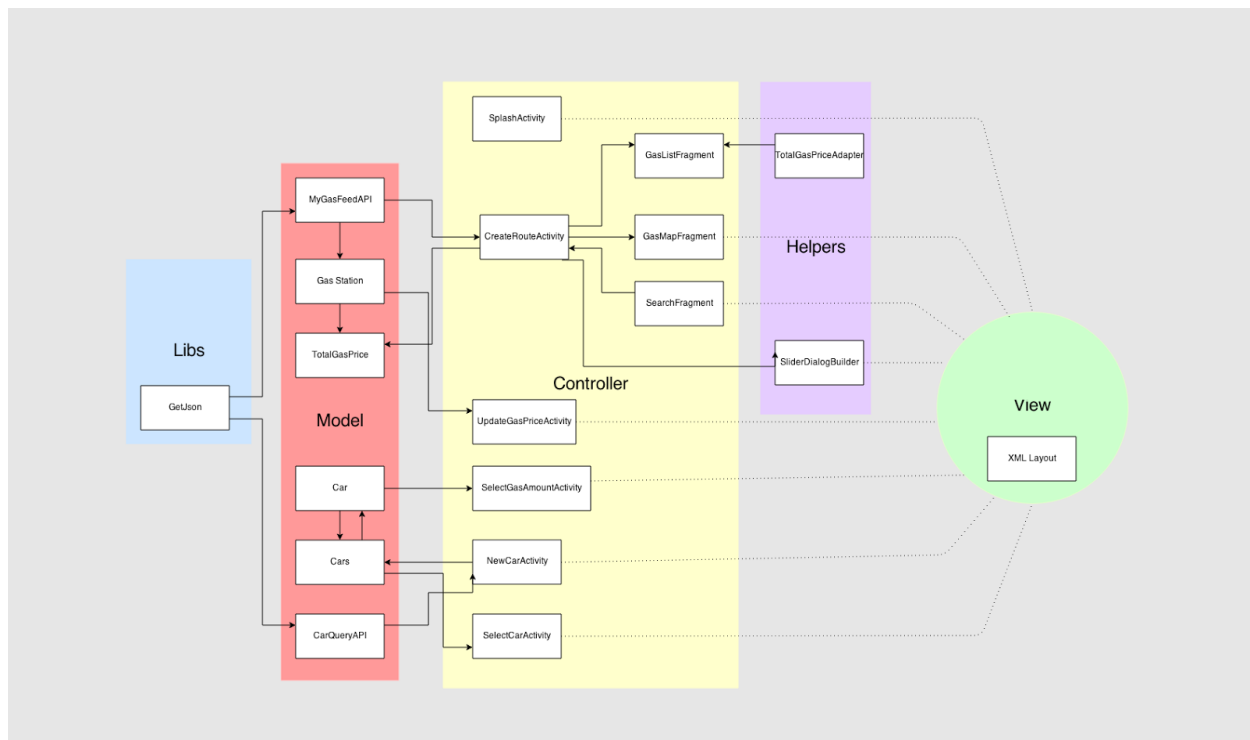 SplashActivity
GasListFragment
TotalGasPriceAdapter
MyGasFeedAPI
CreateRouteActivity
GasMapFragment
Helpers
Gas Station
SearchFragment
Libs
TotalGasPrice
SliderDialogBuilder
Controller
View
GetJson
Model
UpdateGasPriceActivity
XML Layout
Car
SelectGasAmountActivity
Cars
NewCarActivity
CarQueryAPI
SelectCarActivity